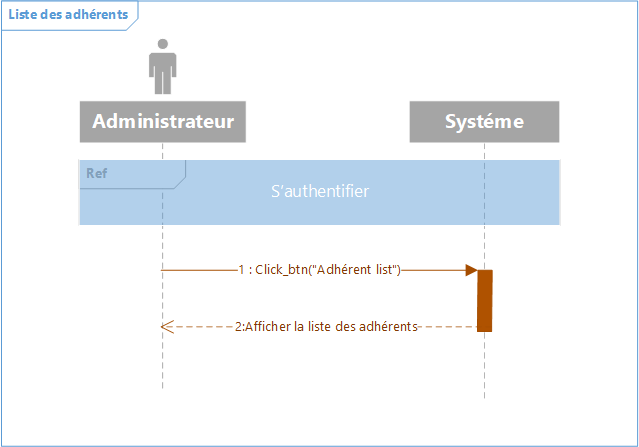 Liste des adhérents
Administrateur
Systéme
Ref
S'authentifier
1 : Click_btn("Adhérent list")
2:Afficher la liste des adhérents